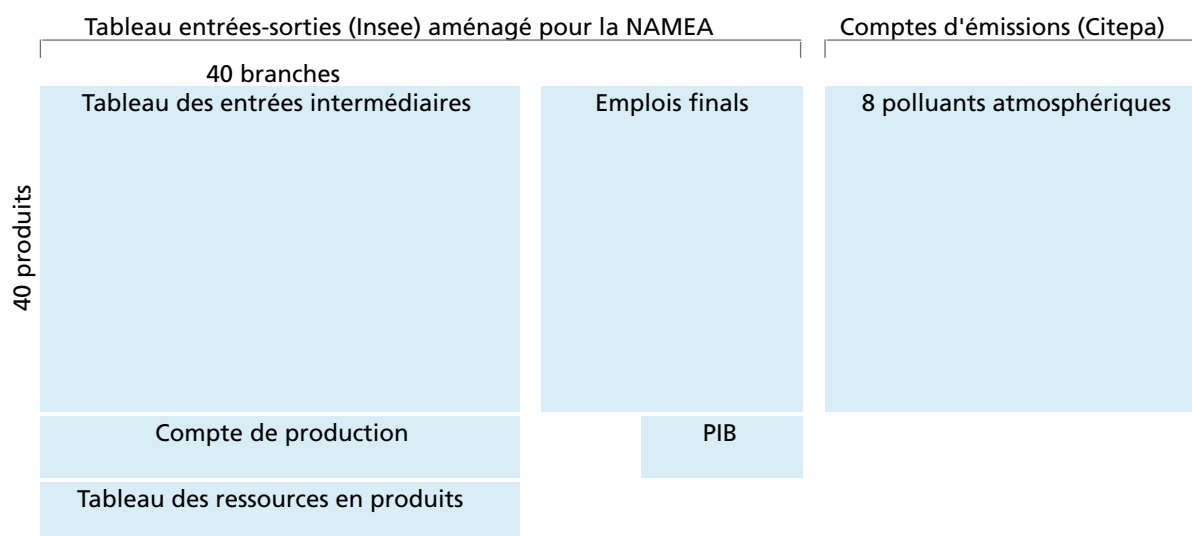 Tableau entrées-sorties (Insee) aménagé pour la NAMEA
Comptes d'émissions (Citepa)
40 branches
Tableau des entrées intermédiaires
Emplois finals
8 polluants atmosphériques
40 produits
Compte de production
PIB
Tableau des ressources en produits